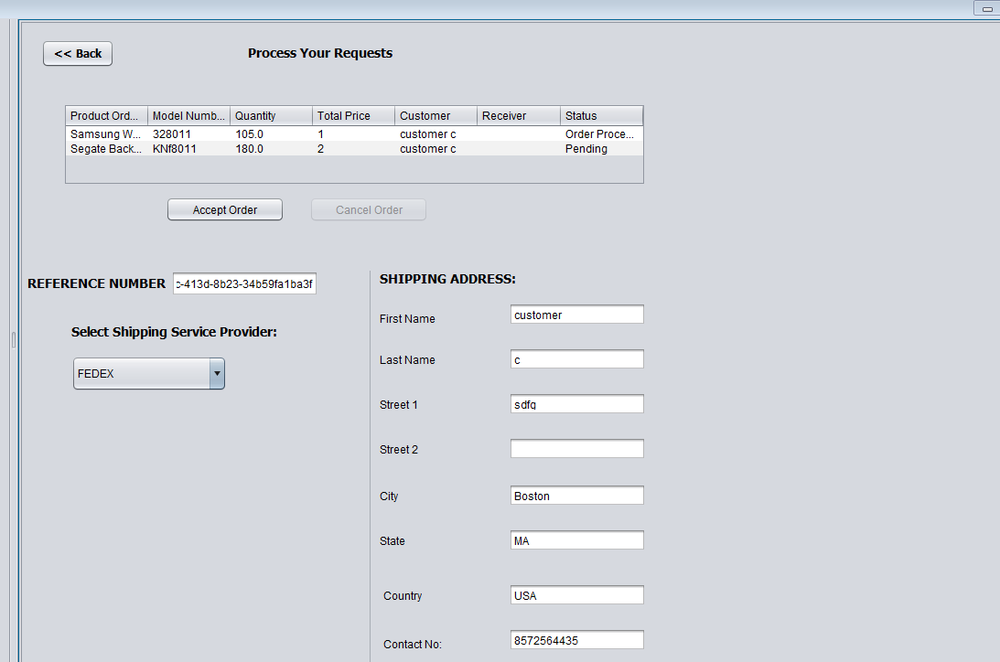 << Back Process Your Requests
Product Ord... Model Numb... Quantity Total Price Customer Receiver Status
Samsung W... 328011 105.0 1 customer c Order Proce...
Segate Back... KNf8011 180.0 2 customer c Pending
Accept Order Cancel Order
REFERENCE NUMBER c-413d-8b23-34b59fa1ba3f
Select Shipping Service Provider:
FEDEX
SHIPPING ADDRESS:
First Name customer
Last Name c
Street 1 sdfg
Street 2
City Boston
State MA
Country USA
Contact No: 8572564435